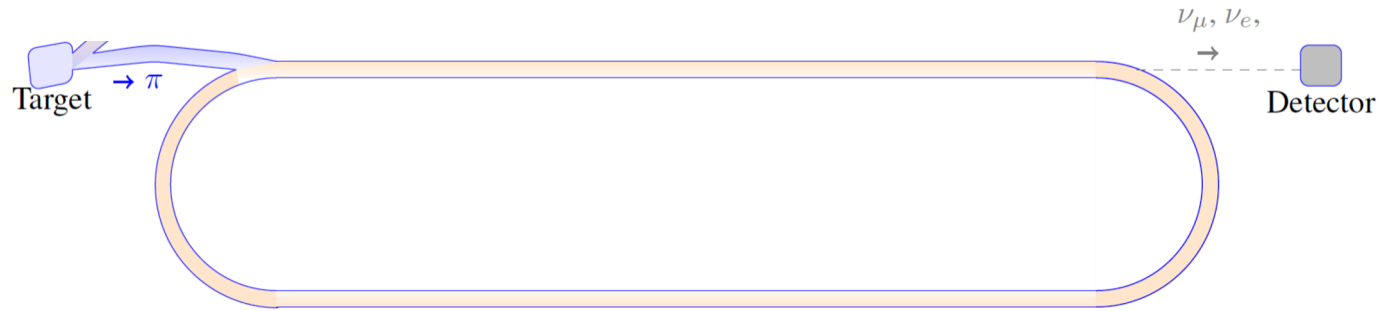 ν_μ, ν_e,
→
→ π
Target
Detector